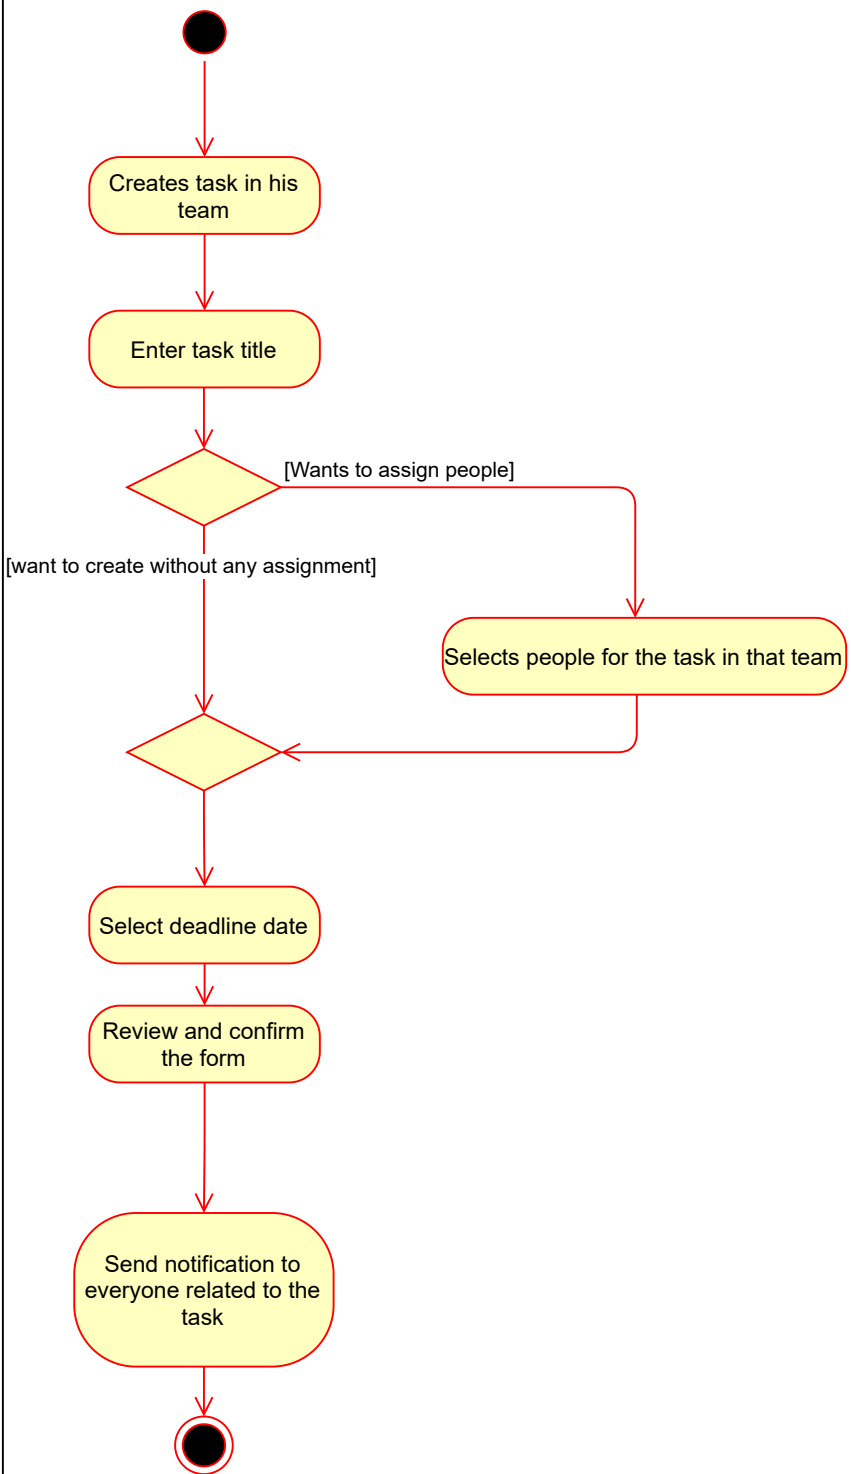 Creates task in his
team
Enter task title
[Wants to assign people]
[want to create without any assignment]
Selects people for the task in that team
Select deadline date
Review and confirm
the form
Send notification to
everyone related to the
task